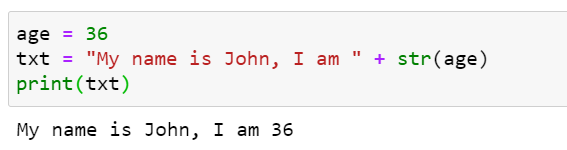 age = 36
txt = "My name is John, I am " + str(age)
print(txt)
My name is John, I am 36